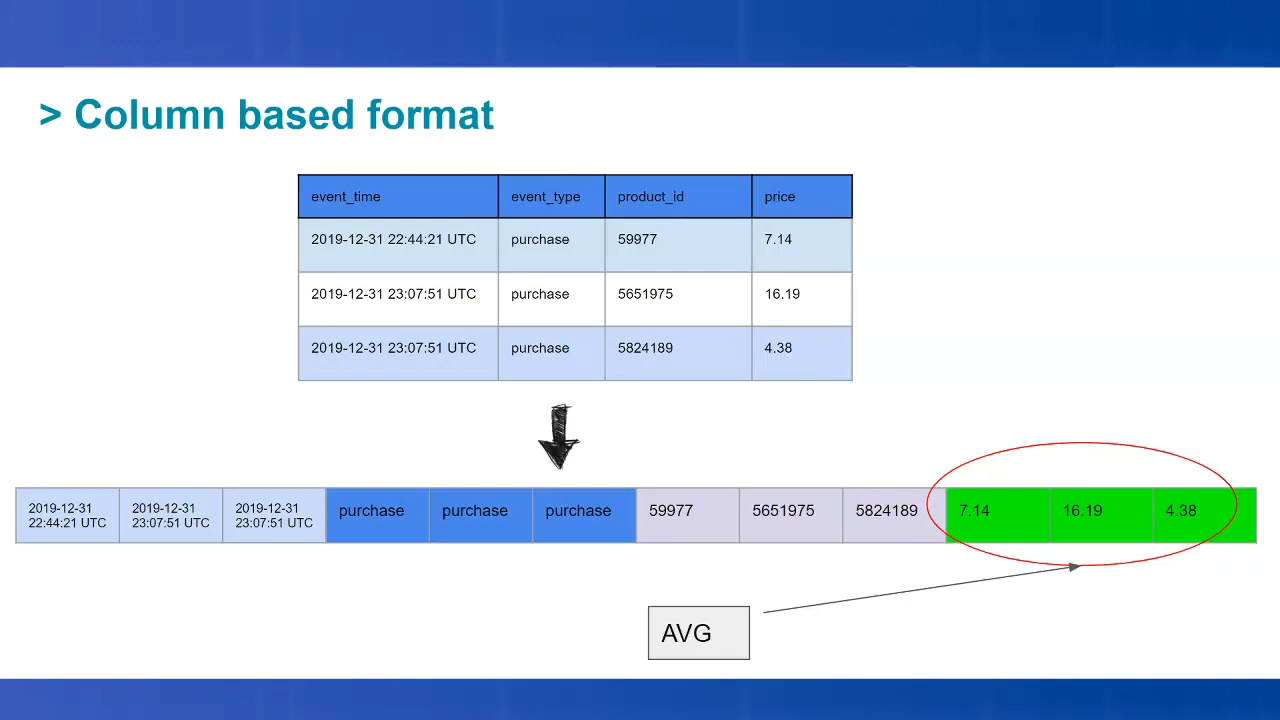 > Column based format
event_time event_type product_id price
2019-12-31 22:44:21 UTC purchase 59977 7.14
2019-12-31 23:07:51 UTC purchase 5651975 16.19
2019-12-31 23:07:51 UTC purchase 5824189 4.38
2019-12-31 2019-12-31 2019-12-31
22:44:21 UTC 23:07:51 UTC 23:07:51 UTC
purchase purchase purchase 59977 5651975 5824189 7.14 16.19 4.38
AVG